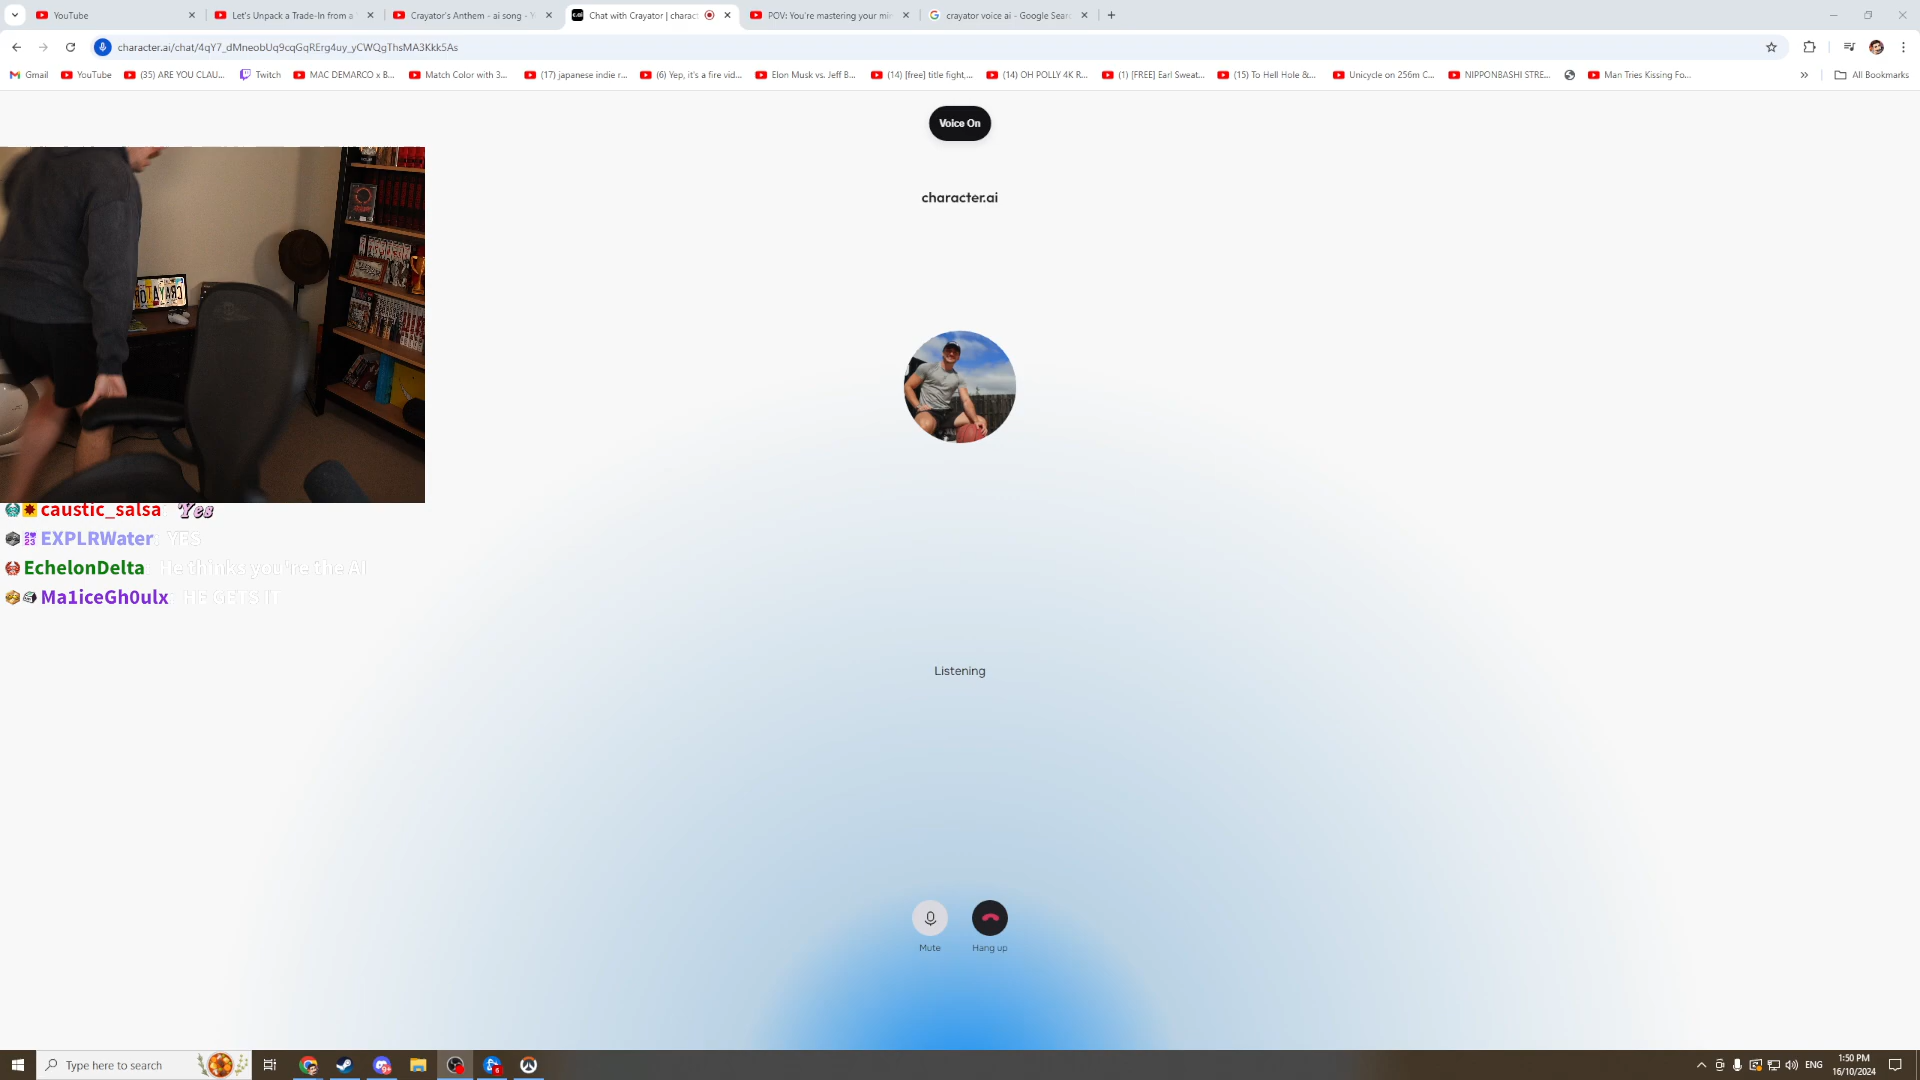 YouTube
Let's Unpack a Trade-In from a
Crayator's Anthem - ai song - Y
Chat with Crayator | charact
POV: You're mastering your mi
crayator voice ai - Google Searc
character.ai/chat/4qY7_dMneobUq9cqGqRErg4uy_yCWQgThsMA3Kkk5As
Gmail
YouTube
(35) ARE YOU CLAU...
Twitch
MAC DEMARCO x B...
Match Color with 3...
(17) japanese indie r...
(6) Yep, it's a fire vid...
Elon Musk vs. Jeff B...
(14) [free] title fight,...
(14) OH POLLY 4K R...
(1) [FREE] Earl Sweat...
(15) To Hell Hole &...
Unicycle on 256m C...
NIPPONBASHI STRE...
Man Tries Kissing Fo...
All Bookmarks
Voice On
character.ai
CRAYATOR
caustic_salsa Yes
EXPLRWater: YES
EchelonDelta: He thinks you're the AI
Ma1iceGh0ulx: HE GETS IT
Listening
Mute
Hang up
Type here to search
ENG
1:50 PM
16/10/2024